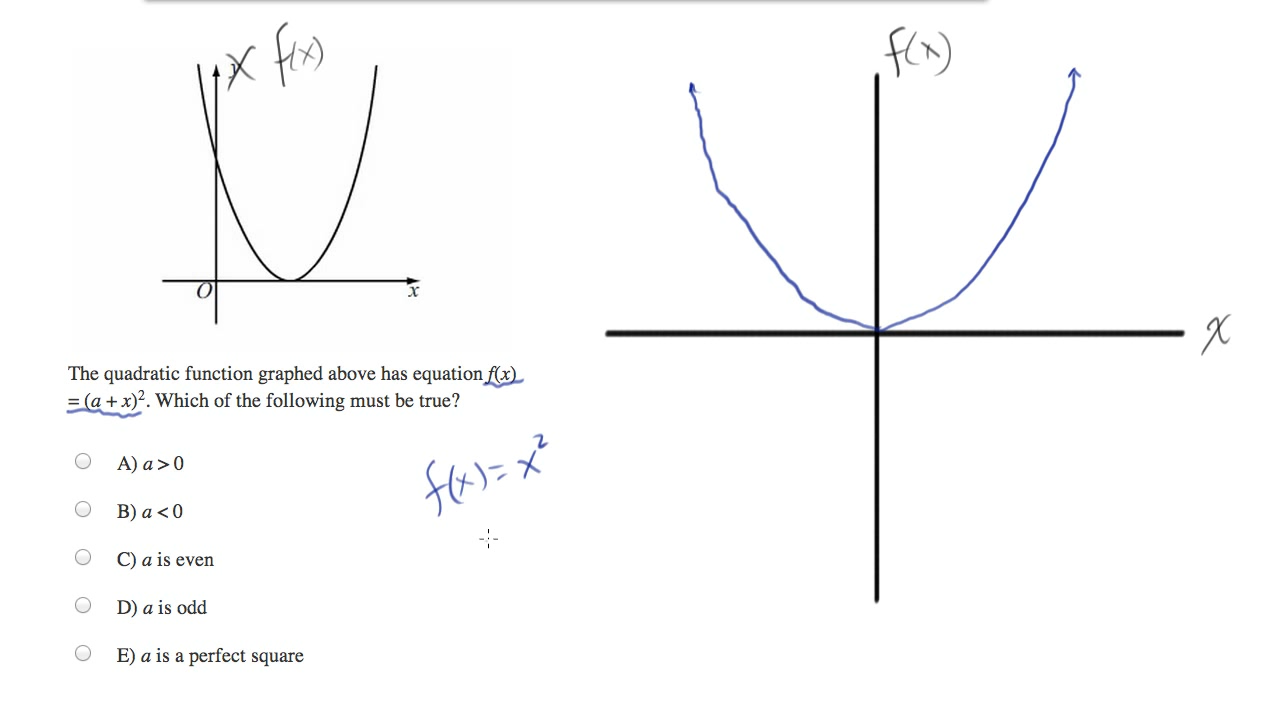 f(x)
f(x)
O
x
x
The quadratic function graphed above has equation f(x)
= (a + x)². Which of the following must be true?
f(x) = x²
A) a > 0
B) a < 0
C) a is even
D) a is odd
E) a is a perfect square